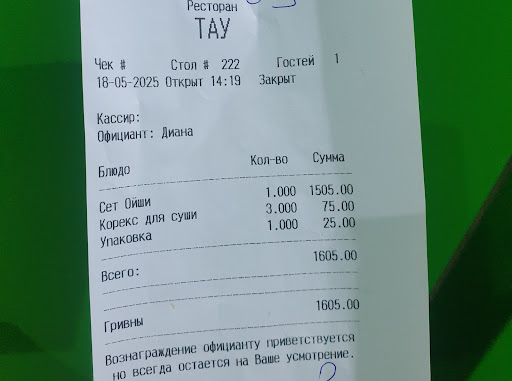 Ресторан
ТАУ
Чек # Стол # 222 Гостей 1
18-05-2025 Открыт 14:19 Закрыт
Кассир:
Официант: Диана
Блюдо Кол-во Сумма
Сет Ойши 1.000 1505.00
Корекс для суши 3.000 75.00
Упаковка 1.000 25.00
Всего: 1605.00
Гривны 1605.00
Вознаграждение официанту приветствуется
но всегда остается на Ваше усмотрение.